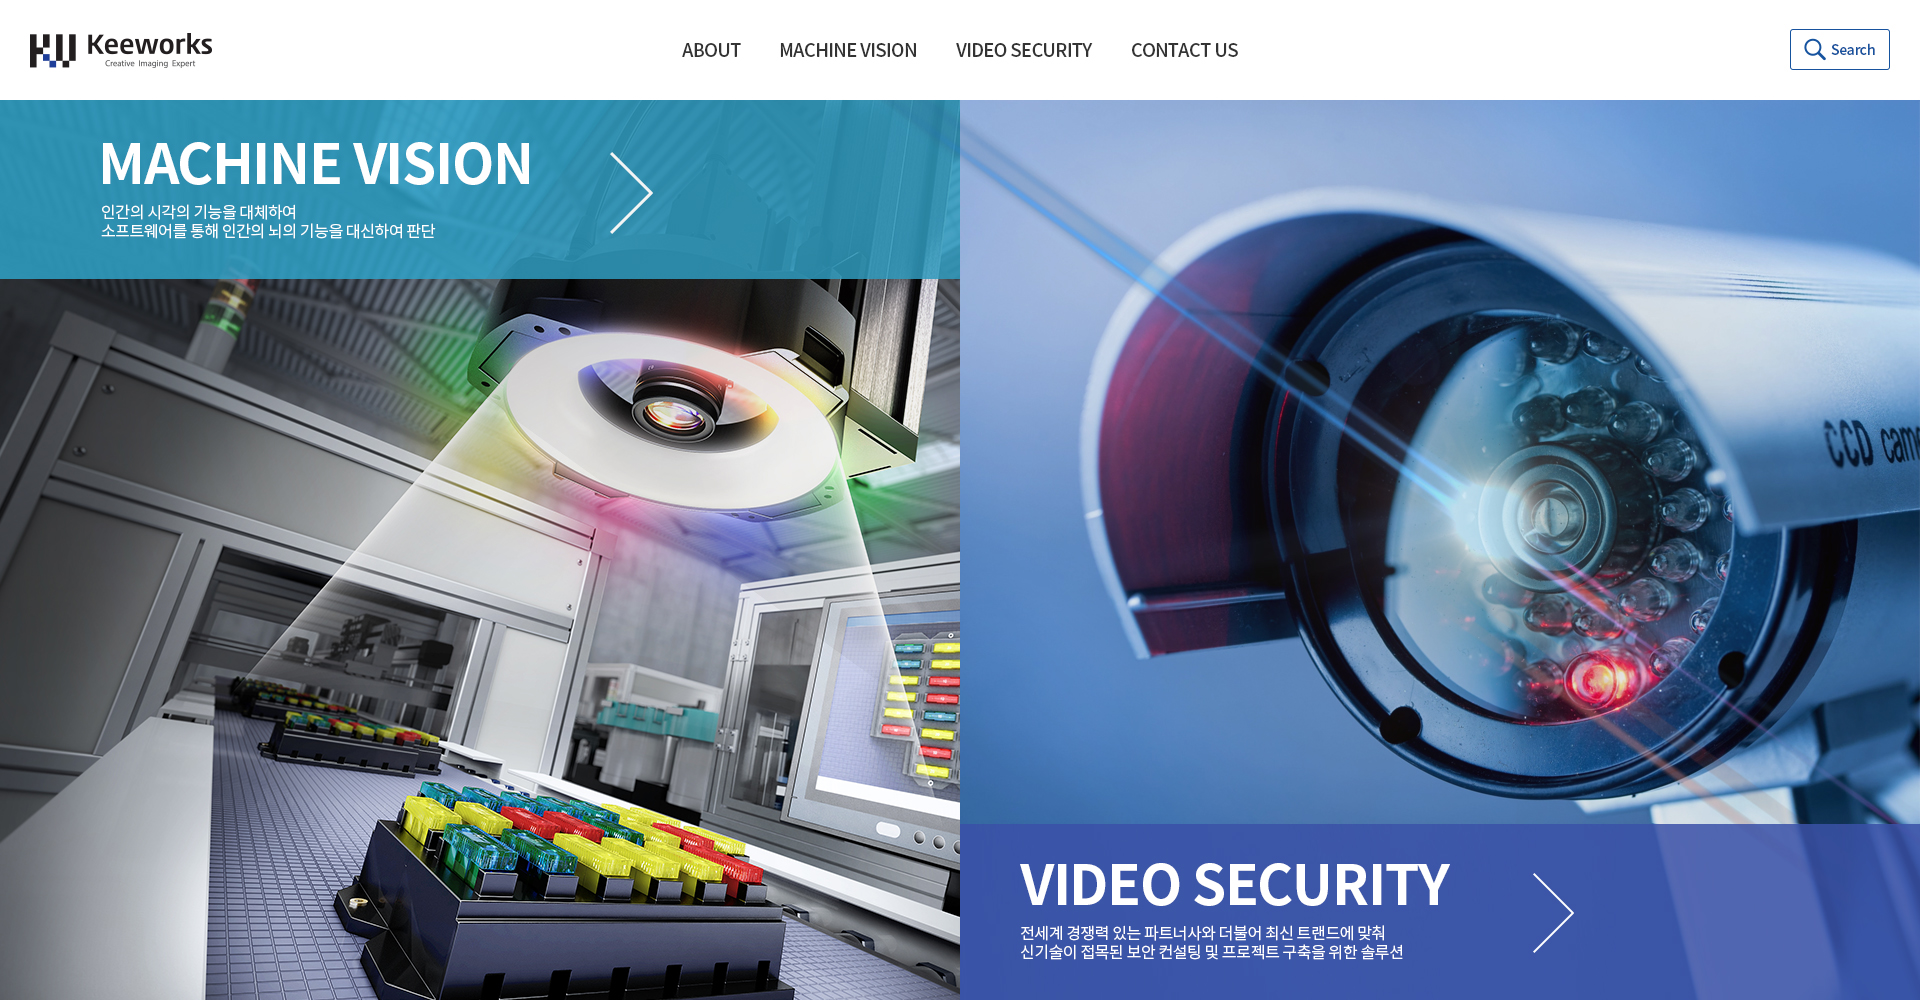 Keeworks
Creative Imaging Expert
ABOUT
MACHINE VISION
VIDEO SECURITY
CONTACT US
Search
MACHINE VISION
인간의 시각의 기능을 대체하여
소프트웨어를 통해 인간의 뇌의 기능을 대신하여 판단
CCD came
VIDEO SECURITY
전세계 경쟁력 있는 파트너사와 더불어 최신 트랜드에 맞춰
신기술이 접목된 보안 컨설팅 및 프로젝트 구축을 위한 솔루션